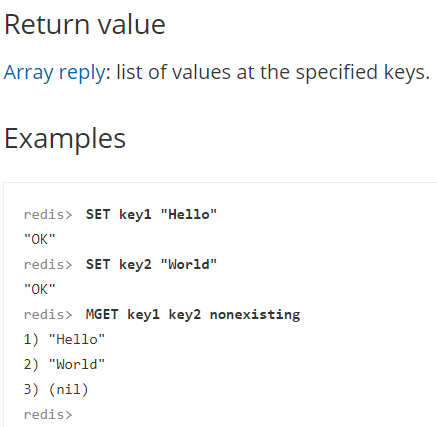 Return value
Array reply: list of values at the specified keys.
Examples
redis> SET key1 "Hello"
"OK"
redis> SET key2 "World"
"OK"
redis> MGET key1 key2 nonexisting
1) "Hello"
2) "World"
3) (nil)
redis>